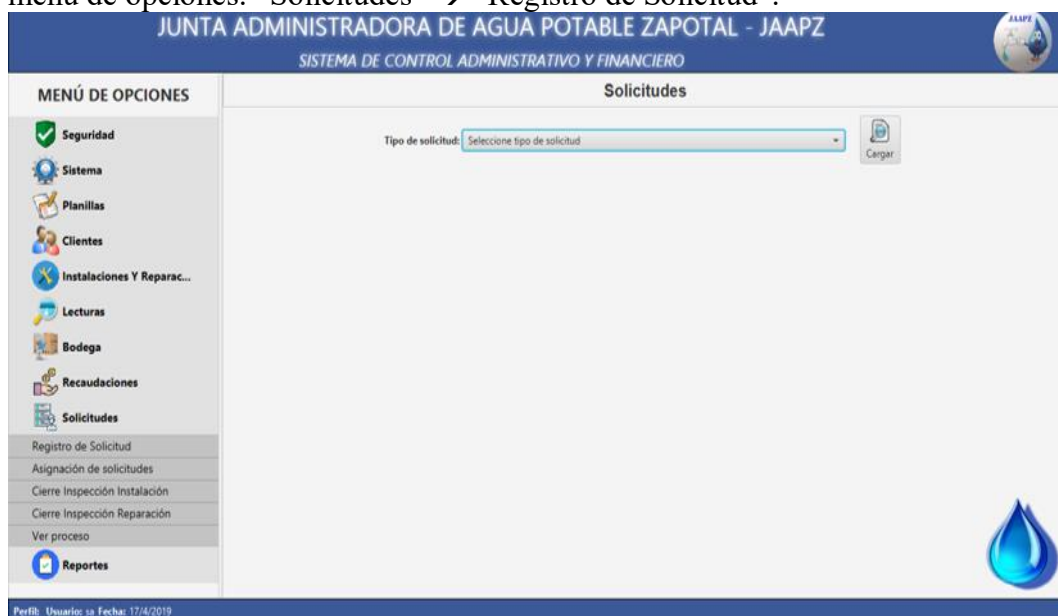 menú de opciones: "Solicitudes" → "Registro de Solicitud".
JUNTA ADMINISTRADORA DE AGUA POTABLE ZAPOTAL - JAAPZ
JAAPZ
SISTEMA DE CONTROL ADMINISTRATIVO Y FINANCIERO
MENÚ DE OPCIONES
Solicitudes
Seguridad
Tipo de solicitud: Seleccione tipo de solicitud
Cargar
Sistema
Planillas
Clientes
Instalaciones Y Reparac...
Lecturas
Bodega
Recaudaciones
Solicitudes
Registro de Solicitud
Asignación de solicitudes
Cierre Inspección Instalación
Cierre Inspección Reparación
Ver proceso
Reportes
Perfil: Usuario: sa Fecha: 17/4/2019